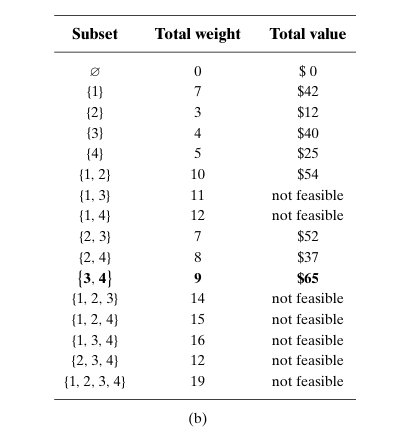 Subset Total weight Total value
∅ 0 $ 0
{1} 7 $42
{2} 3 $12
{3} 4 $40
{4} 5 $25
{1, 2} 10 $54
{1, 3} 11 not feasible
{1, 4} 12 not feasible
{2, 3} 7 $52
{2, 4} 8 $37
{3, 4} 9 $65
{1, 2, 3} 14 not feasible
{1, 2, 4} 15 not feasible
{1, 3, 4} 16 not feasible
{2, 3, 4} 12 not feasible
{1, 2, 3, 4} 19 not feasible
(b)